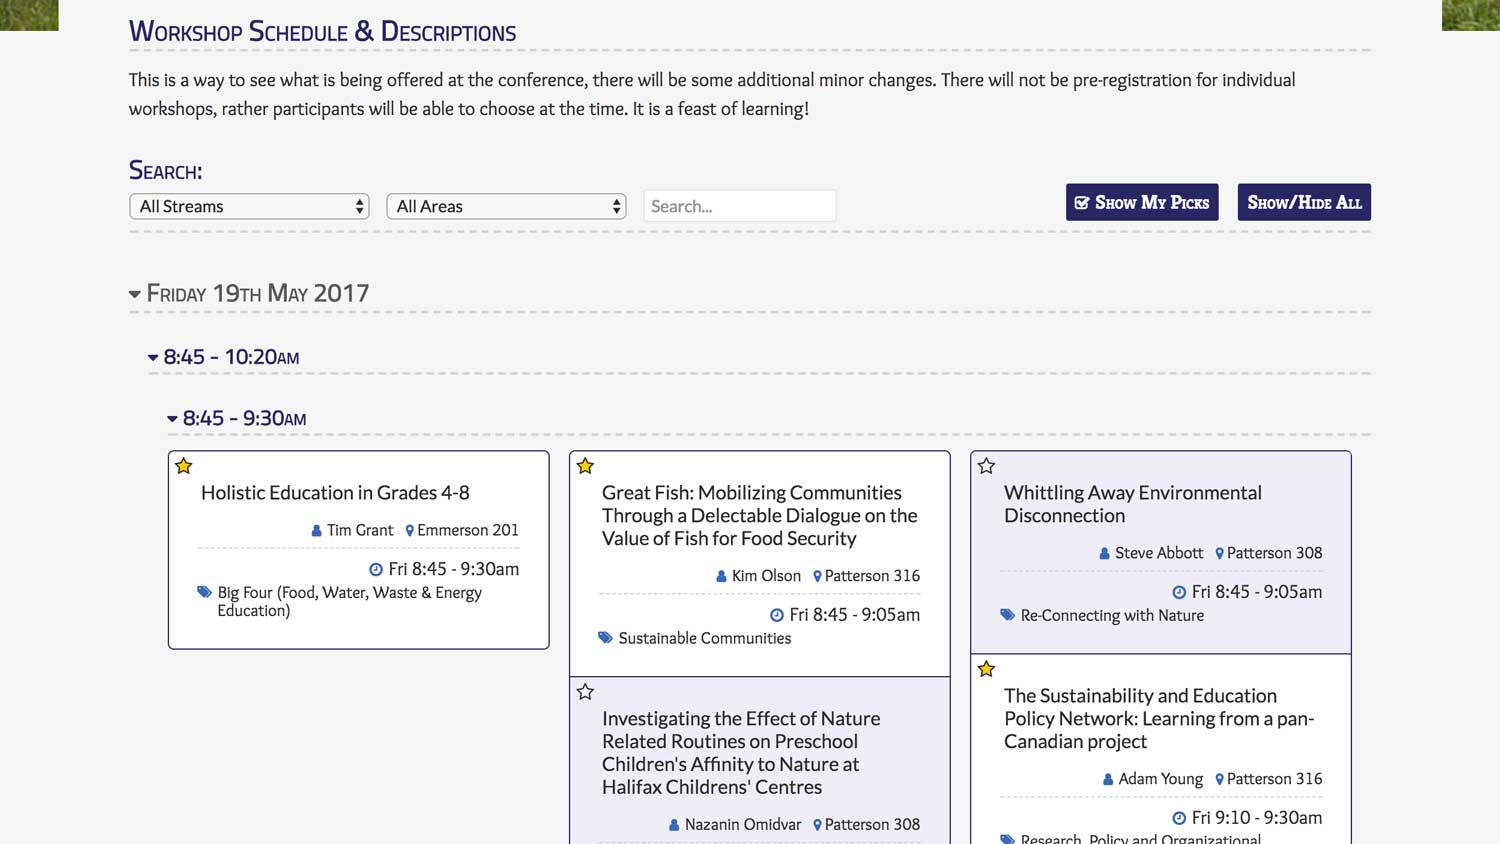 Workshop Schedule & Descriptions
This is a way to see what is being offered at the conference, there will be some additional minor changes. There will not be pre-registration for individual
workshops, rather participants will be able to choose at the time. It is a feast of learning!
Search:
All Streams
All Areas
Search...
Show My Picks
Show/Hide All
Friday 19th May 2017
8:45 - 10:20am
8:45 - 9:30am
Holistic Education in Grades 4-8
Tim Grant Emmerson 201
Fri 8:45 - 9:30am
Big Four (Food, Water, Waste & Energy
Education)
Great Fish: Mobilizing Communities
Through a Delectable Dialogue on the
Value of Fish for Food Security
Kim Olson Patterson 316
Fri 8:45 - 9:05am
Sustainable Communities
Investigating the Effect of Nature
Related Routines on Preschool
Children's Affinity to Nature at
Halifax Childrens' Centres
Nazanin Omidvar Patterson 308
Whittling Away Environmental
Disconnection
Steve Abbott Patterson 308
Fri 8:45 - 9:05am
Re-Connecting with Nature
The Sustainability and Education
Policy Network: Learning from a pan-
Canadian project
Adam Young Patterson 316
Fri 9:10 - 9:30am
Research, Policy and Organizational